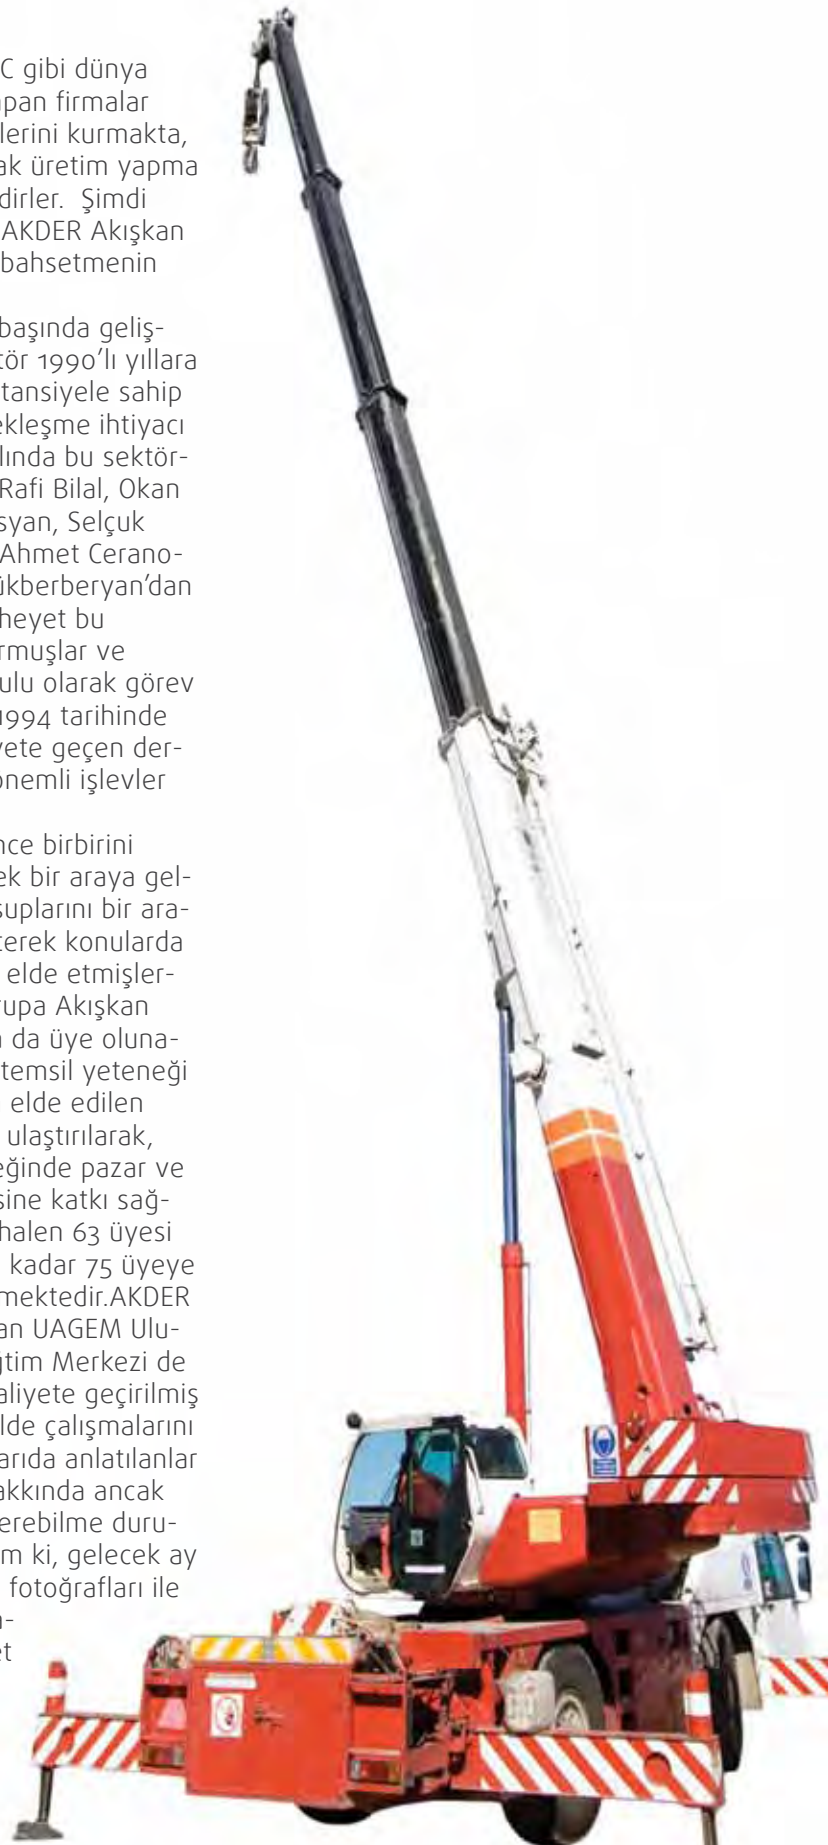 C gibi dünya
apan firmalar
lerini kurmakta,
ak üretim yapma
dirler. Şimdi
AKDER Akışkan
bahsetmenin
başında geliş-
tör 1990’lı yıllara
tansiyele sahip
ekleşme ihtiyacı
lında bu sektör-
Rafi Bilal, Okan
syan, Selçuk
Ahmet Cerano-
ükberberyan’dan
heyet bu
rmuşlar ve
ulu olarak görev
1994 tarihinde
yete geçen der-
önemli işlevler
nce birbirini
ek bir araya gel-
suplarını bir ara-
terek konularda
elde etmişler-
rupa Akışkan
a da üye oluna-
temsil yeteneği
elde edilen
ulaştırılarak,
eğinde pazar ve
sine katkı sağ-
halen 63 üyesi
kadar 75 üyeye
mektedir.AKDER
an UAGEM Ulu-
ğitim Merkezi de
aliyete geçirilmiş
lde çalışmalarını
arıda anlatılanlar
akkında ancak
erebilme duru-
m ki, gelecek ay
fotoğrafları ile
a-
et